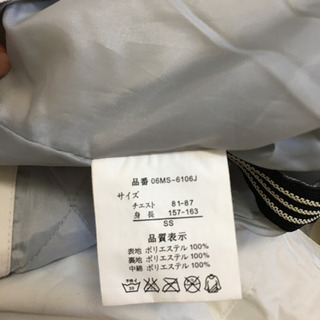 品番 06MS-6106J
サイズ
チェスト 81-87
身長 157-163
SS
品質表示
表地 ポリエステル 100%
裏地 ポリエステル 100%
中綿 ポリエステル 100%